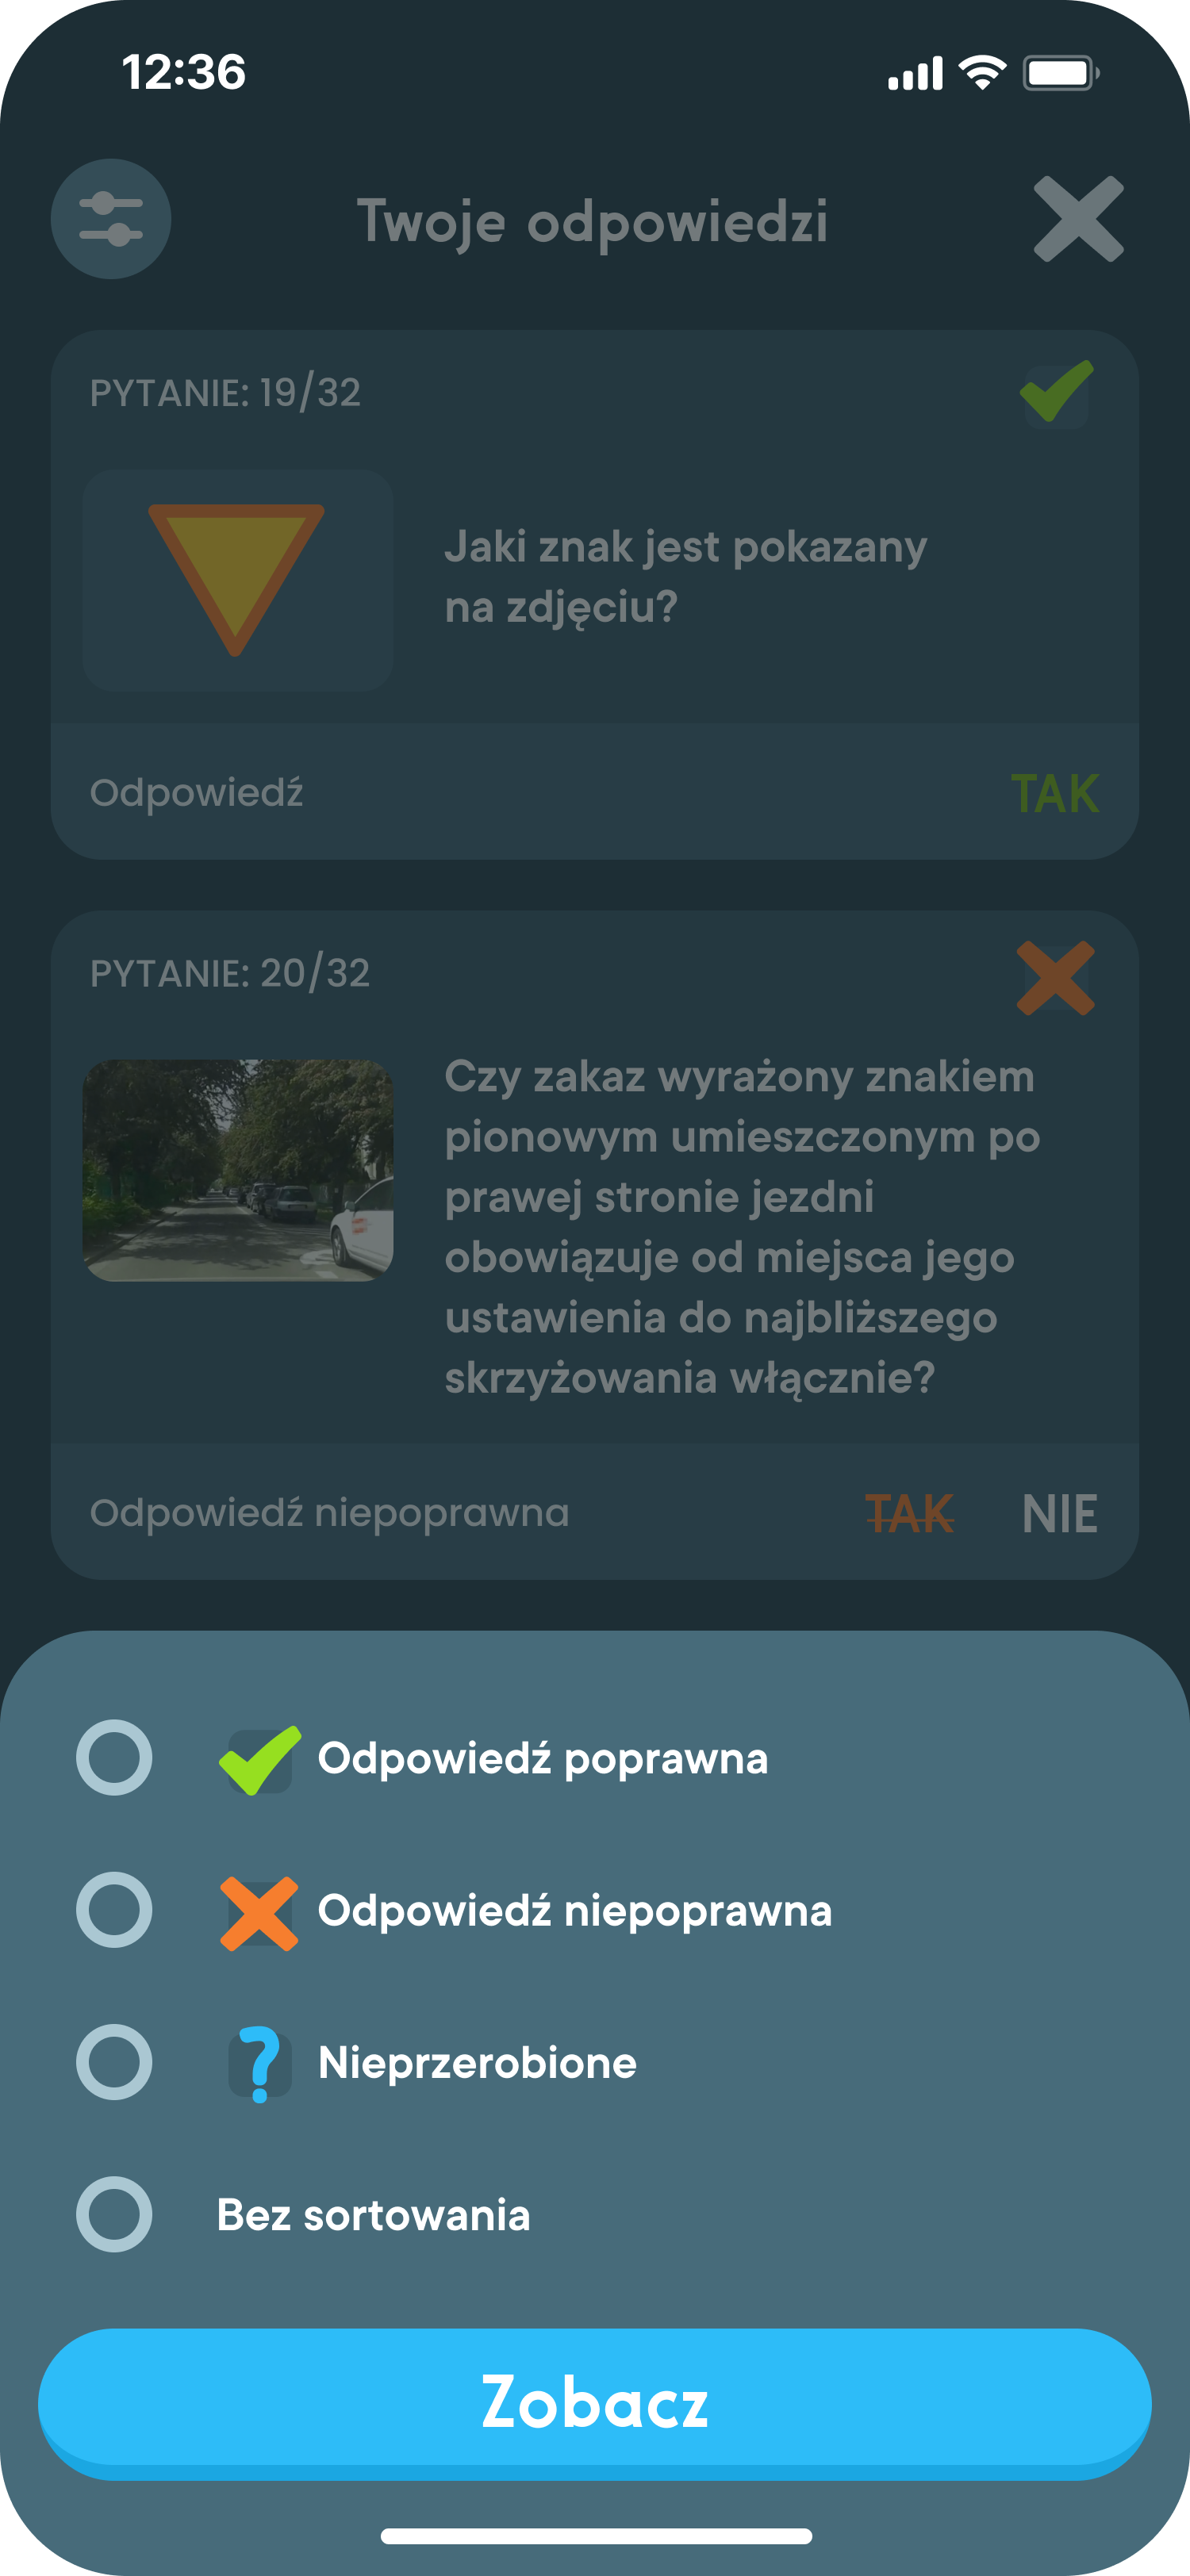 12:36
Twoje odpowiedzi
PYTANIE: 19/32
Jaki znak jest pokazany
na zdjęciu?
Odpowiedź
TAK
PYTANIE: 20/32
Czy zakaz wyrażony znakiem
pionowym umieszczonym po
prawej stronie jezdni
obowiązuje od miejsca jego
ustawienia do najbliższego
skrzyżowania włącznie?
Odpowiedź niepoprawna
TAK NIE
Odpowiedź poprawna
Odpowiedź niepoprawna
Nieprzerobione
Bez sortowania
Zobacz